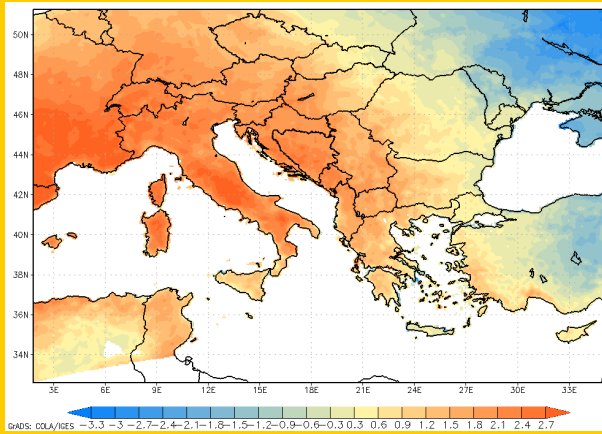 50N
48N
46N
44N
42N
40N
38N
36N
34N
3E 6E 9E 12E 15E 18E 21E 24E 27E 30E 33E
GrADS: COLA/IGES -3.3 -3 -2.7 -2.4 -2.1 -1.8 -1.5 -1.2 -0.9 -0.6 -0.3 0.3 0.6 0.9 1.2 1.5 1.8 2.1 2.4 2.7